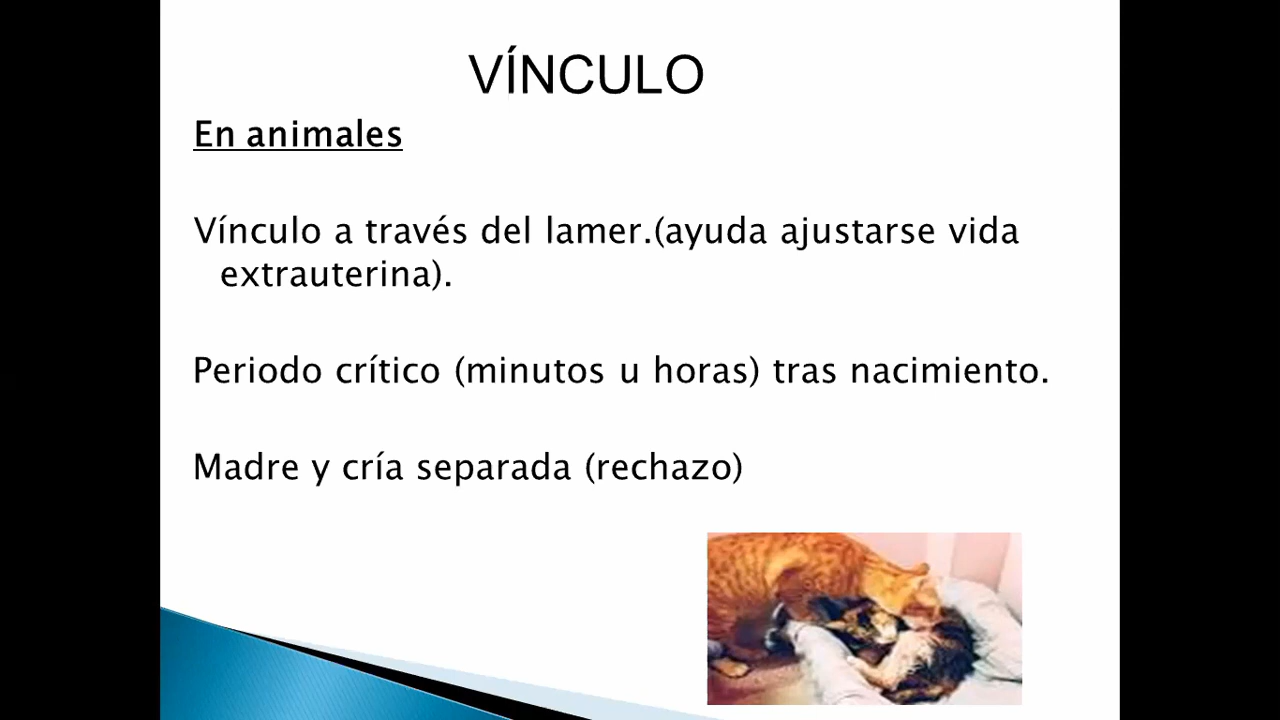 VÍNCULO
En animales
Vínculo a través del lamer.(ayuda ajustarse vida
extrauterina).
Periodo crítico (minutos u horas) tras nacimiento.
Madre y cría separada (rechazo)